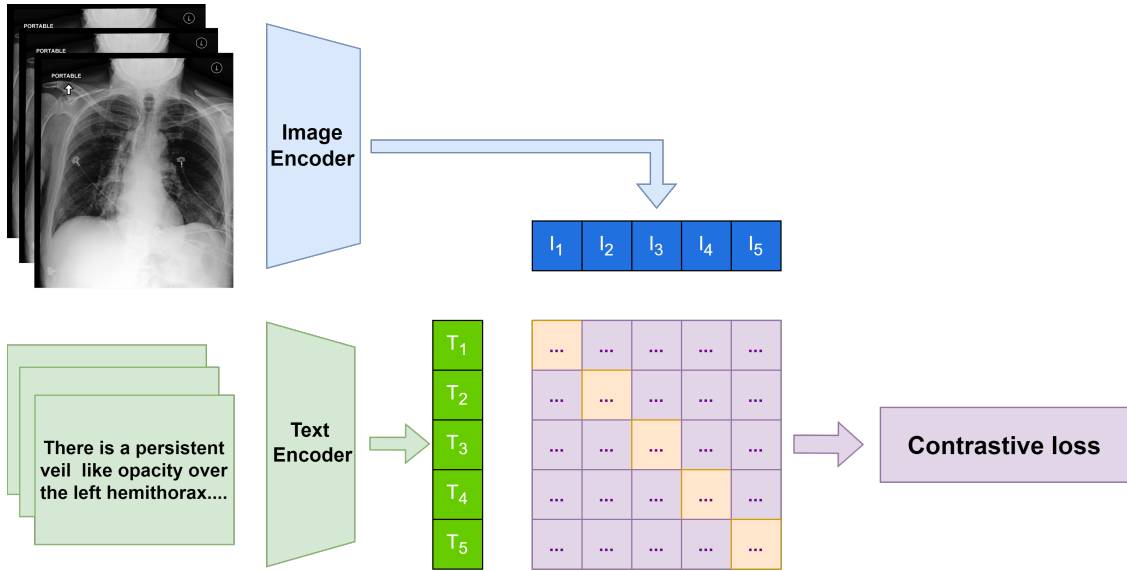 PORTABLE
L
PORTABLE
L
PORTABLE
L
Image
Encoder
I1 I2 I3 I4 I5
There is a persistent
veil like opacity over
the left hemithorax....
Text
Encoder
T1
T2
T3
T4
T5
... ... ... ... ...
... ... ... ... ...
... ... ... ... ...
... ... ... ... ...
... ... ... ... ...
Contrastive loss